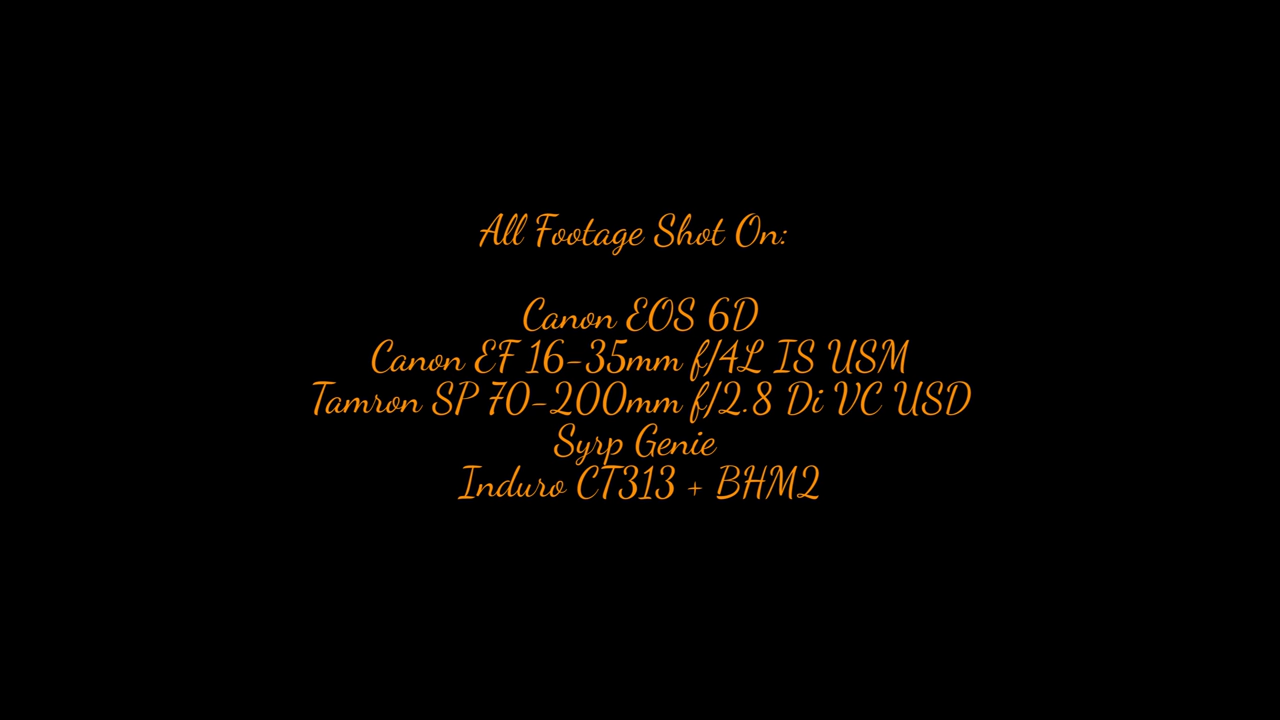 All Footage Shot On:
Canon EOS 6D
Canon EF 16-35mm f/4L IS USM
Tamron SP 70-200mm f/2.8 Di VC USD
Syrp Genie
Induro CT313 + BHM2